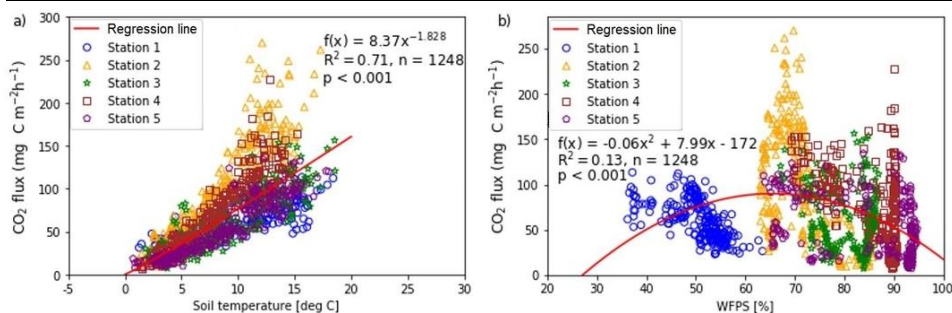 a)
CO₂ flux (mg C m⁻²h⁻¹)
300
250
200
150
100
50
0
Regression line
Station 1
Station 2
Station 3
Station 4
Station 5
f(x) = 8.37x⁻¹·⁸²⁸
R² = 0.71, n = 1248
p < 0.001
-5 0 5 10 15 20 25 30
Soil temperature [deg C]
b)
CO₂ flux (mg C m⁻²h⁻¹)
250
200
150
100
50
0
Regression line
Station 1
Station 2
Station 3
Station 4
Station 5
f(x) = -0.06x² + 7.99x - 172
R² = 0.13, n = 1248
p < 0.001
20 30 40 50 60 70 80 90 100
WFPS [%]